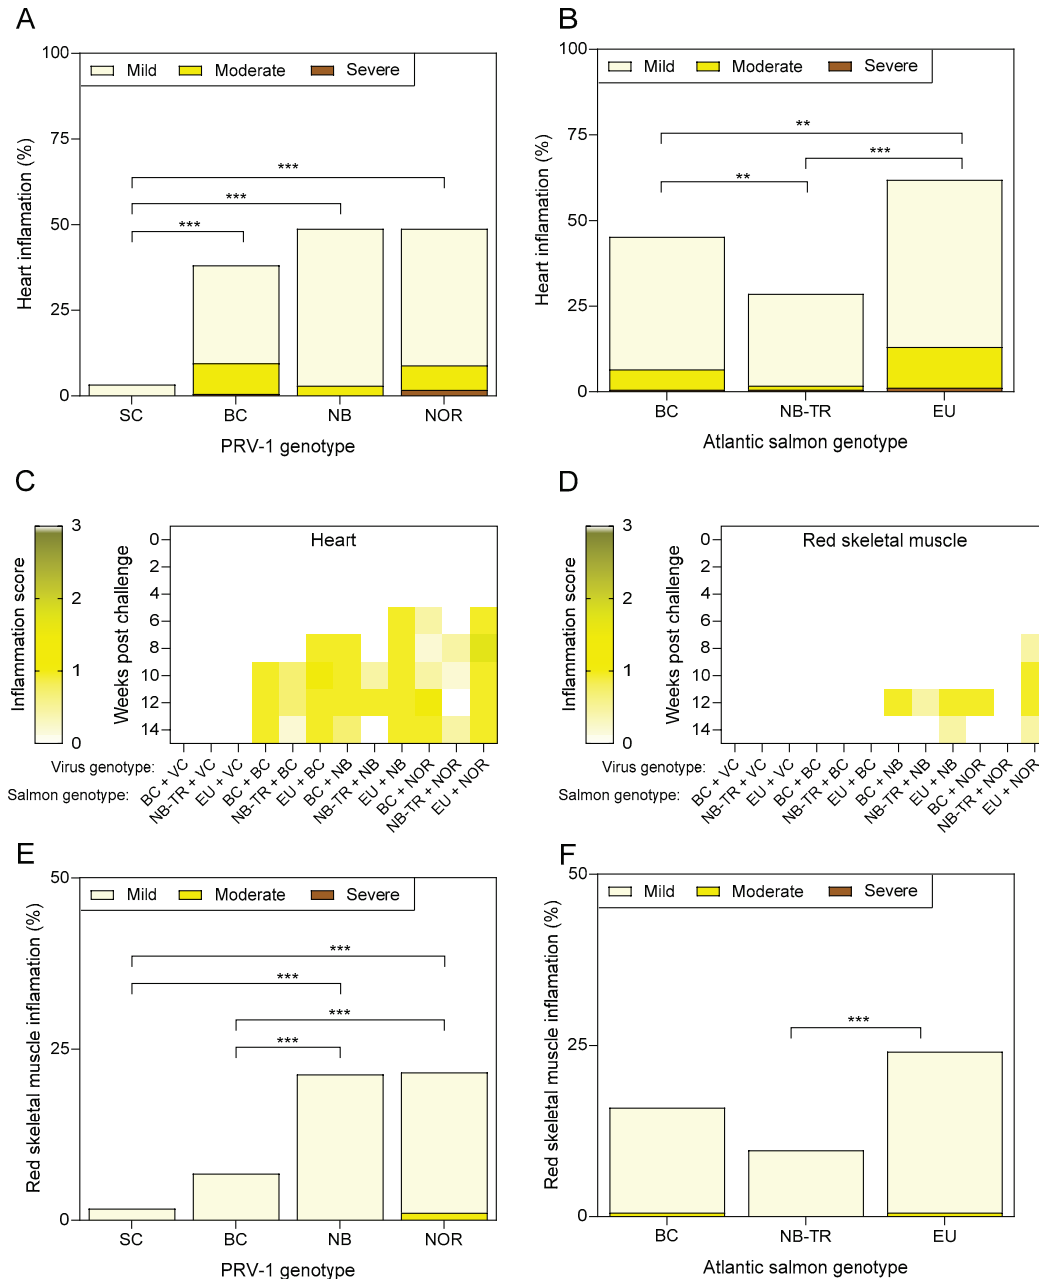 A
100
75
50
25
0
Heart inflamation (%)
Mild Moderate Severe
***
***
***
SC BC NB NOR
PRV-1 genotype
B
100
75
50
25
0
Heart inflamation (%)
Mild Moderate Severe
**
***
**
BC NB-TR EU
Atlantic salmon genotype
C
Inflammation score
3
2
1
0
Weeks post challenge
0
2
4
6
8
10
12
14
Heart
Virus genotype:
Salmon genotype:
BC + VC
NB-TR + VC
EU + VC
BC + BC
NB-TR + BC
EU + BC
BC + NB
NB-TR + NB
EU + NB
BC + NOR
NB-TR + NOR
EU + NOR
D
Inflammation score
3
2
1
0
Weeks post challenge
0
2
4
6
8
10
12
14
Red skeletal muscle
Virus genotype:
Salmon genotype:
BC + VC
NB-TR + VC
EU + VC
BC + BC
NB-TR + BC
EU + BC
BC + NB
NB-TR + NB
EU + NB
BC + NOR
NB-TR + NOR
EU + NOR
E
50
25
0
Red skeletal muscle inflamation (%)
Mild Moderate Severe
***
***
***
***
SC BC NB NOR
PRV-1 genotype
F
50
25
0
Red skeletal muscle inflamation (%)
Mild Moderate Severe
***
BC NB-TR EU
Atlantic salmon genotype